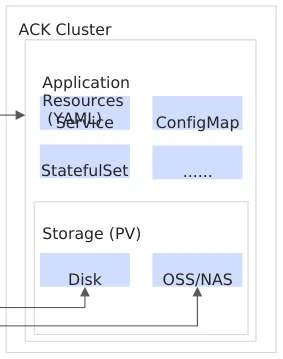 ACK Cluster
Application
Resources
(YAML)
Service
ConfigMap
StatefulSet
......
Storage (PV)
Disk
OSS/NAS